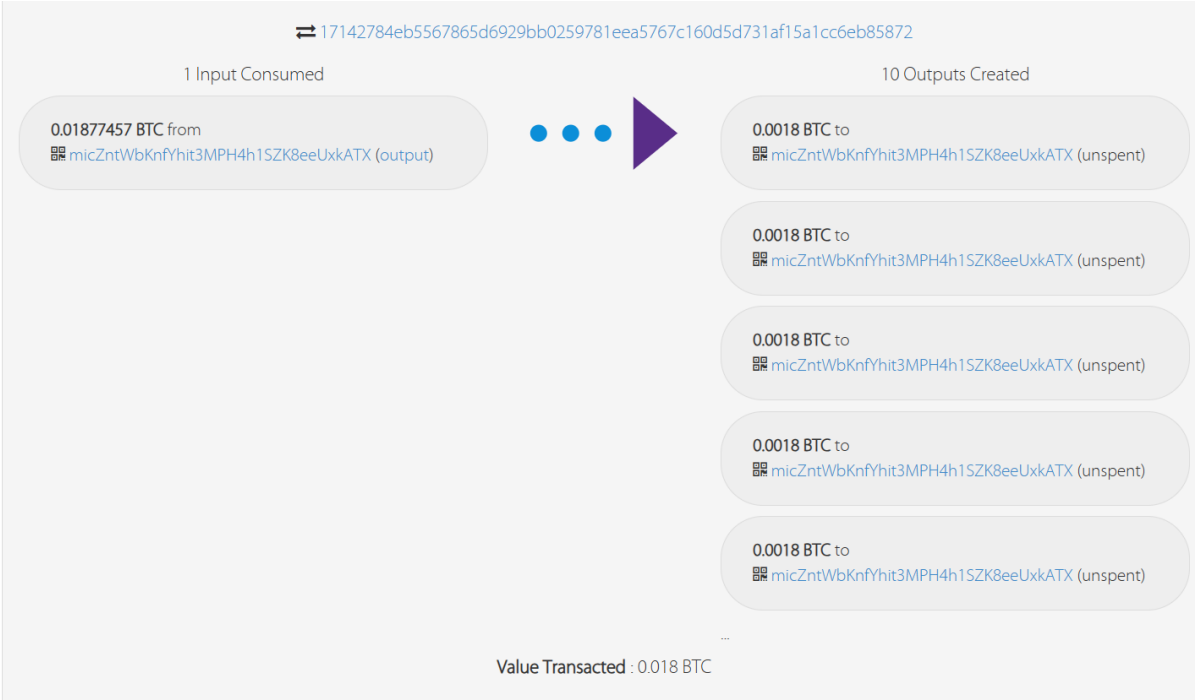 17142784eb5567865d6929bb0259781eea5767c160d5d731af15a1cc6eb85872
1 Input Consumed
0.01877457 BTC from
micZntWbKnfYhit3MPH4h1SZK8eeUxkATX (output)
10 Outputs Created
0.0018 BTC to
micZntWbKnfYhit3MPH4h1SZK8eeUxkATX (unspent)
0.0018 BTC to
micZntWbKnfYhit3MPH4h1SZK8eeUxkATX (unspent)
0.0018 BTC to
micZntWbKnfYhit3MPH4h1SZK8eeUxkATX (unspent)
0.0018 BTC to
micZntWbKnfYhit3MPH4h1SZK8eeUxkATX (unspent)
0.0018 BTC to
micZntWbKnfYhit3MPH4h1SZK8eeUxkATX (unspent)
...
Value Transacted : 0.018 BTC